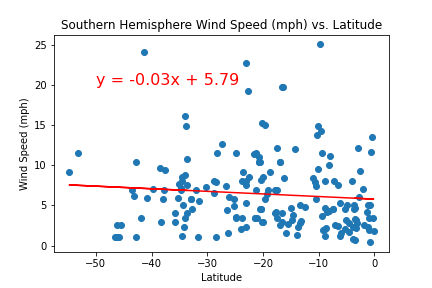 Southern Hemisphere Wind Speed (mph) vs. Latitude
25
y = -0.03x + 5.79
20
15
10
5
0
Wind Speed (mph)
−50 −40 −30 −20 −10 0
Latitude